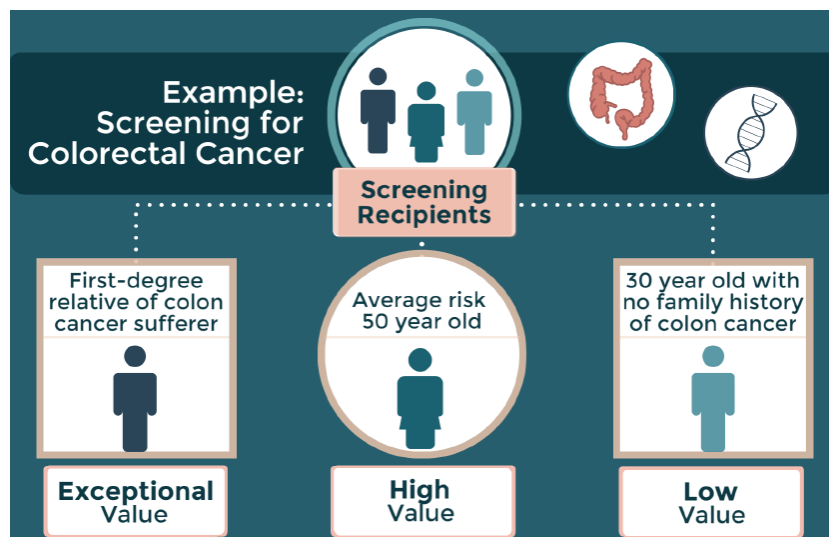 Example:
Screening for
Colorectal Cancer
Screening
Recipients
First-degree
relative of colon
cancer sufferer
Average risk
50 year old
30 year old with
no family history
of colon cancer
Exceptional
Value
High
Value
Low
Value